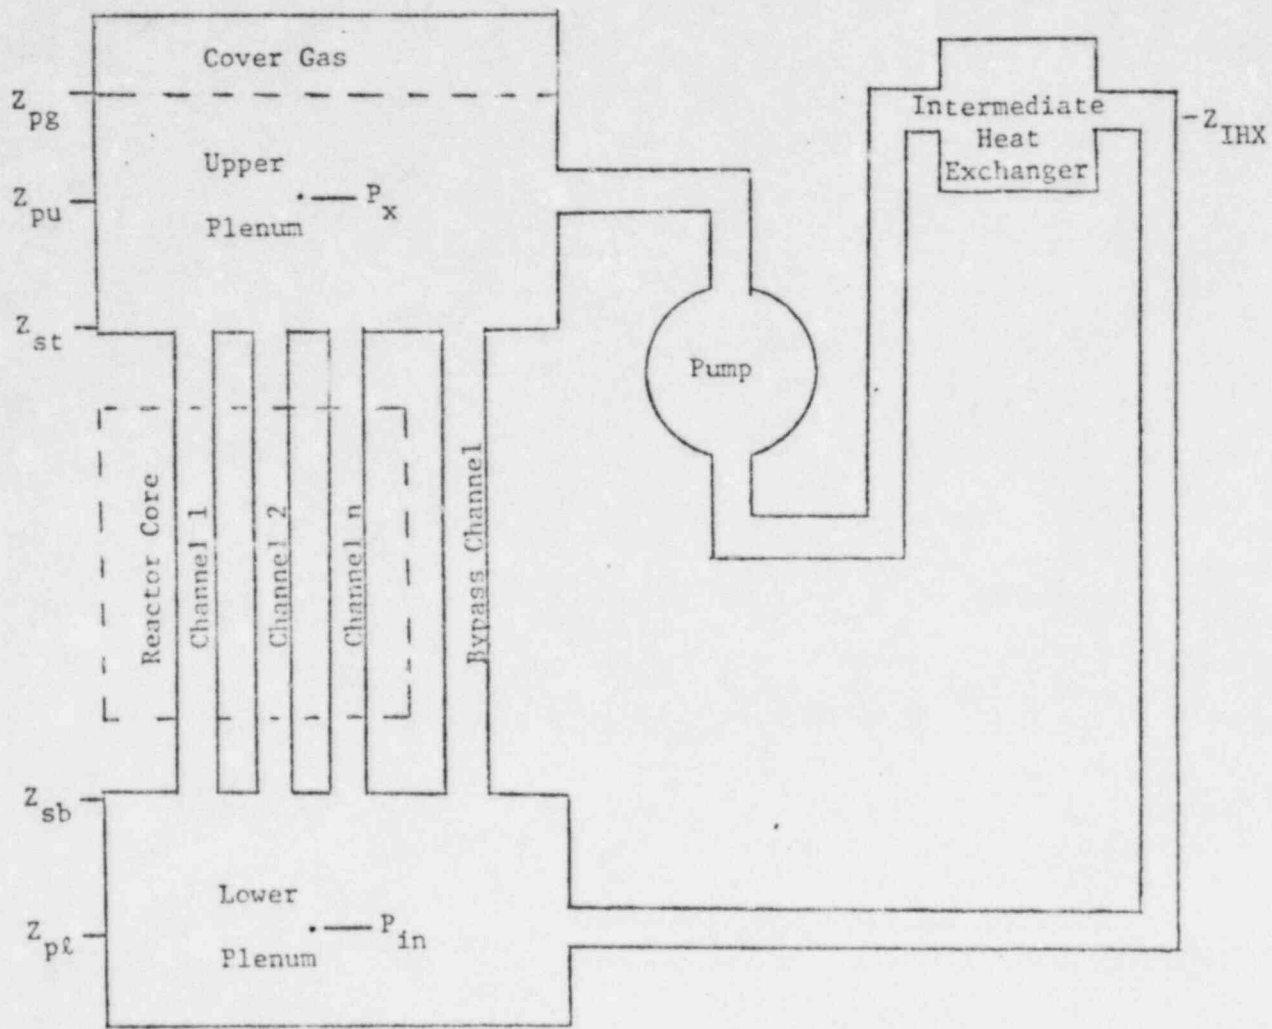 Cover Gas
Z_pg
Upper
Plenum
P_x
Z_pu
Z_st
Intermediate
Heat
Exchanger
-Z_IHX
Pump
Reactor Core
Channel 1
Channel 2
Channel n
Bypass Channel
Z_sb
Lower
Plenum
P_in
Z_pℓ